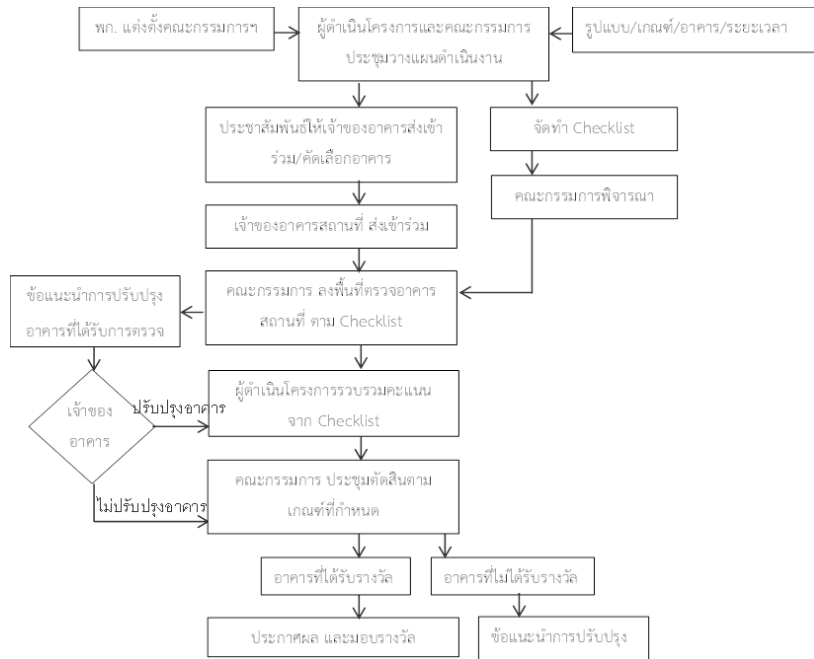 พก. แต่งตั้งคณะกรรมการฯ
ผู้ดำเนินโครงการและคณะกรรมการ
ประชุมวางแผนดำเนินงาน
รูปแบบ/เกณฑ์/อาคาร/ระยะเวลา
ประชาสัมพันธ์ให้เจ้าของอาคารส่งเข้า
ร่วม/คัดเลือกอาคาร
จัดทำ Checklist
คณะกรรมการพิจารณา
เจ้าของอาคารสถานที่ ส่งเข้าร่วม
คณะกรรมการ ลงพื้นที่ตรวจอาคาร
สถานที่ ตาม Checklist
ข้อแนะนำการปรับปรุง
อาคารที่ได้รับการตรวจ
เจ้าของ
อาคาร
ปรับปรุงอาคาร
ผู้ดำเนินโครงการรวบรวมคะแนน
จาก Checklist
ไม่ปรับปรุงอาคาร
คณะกรรมการ ประชุมตัดสินตาม
เกณฑ์ที่กำหนด
อาคารที่ได้รับรางวัล
อาคารที่ไม่ได้รับรางวัล
ประกาศผล และมอบรางวัล
ข้อแนะนำการปรับปรุง